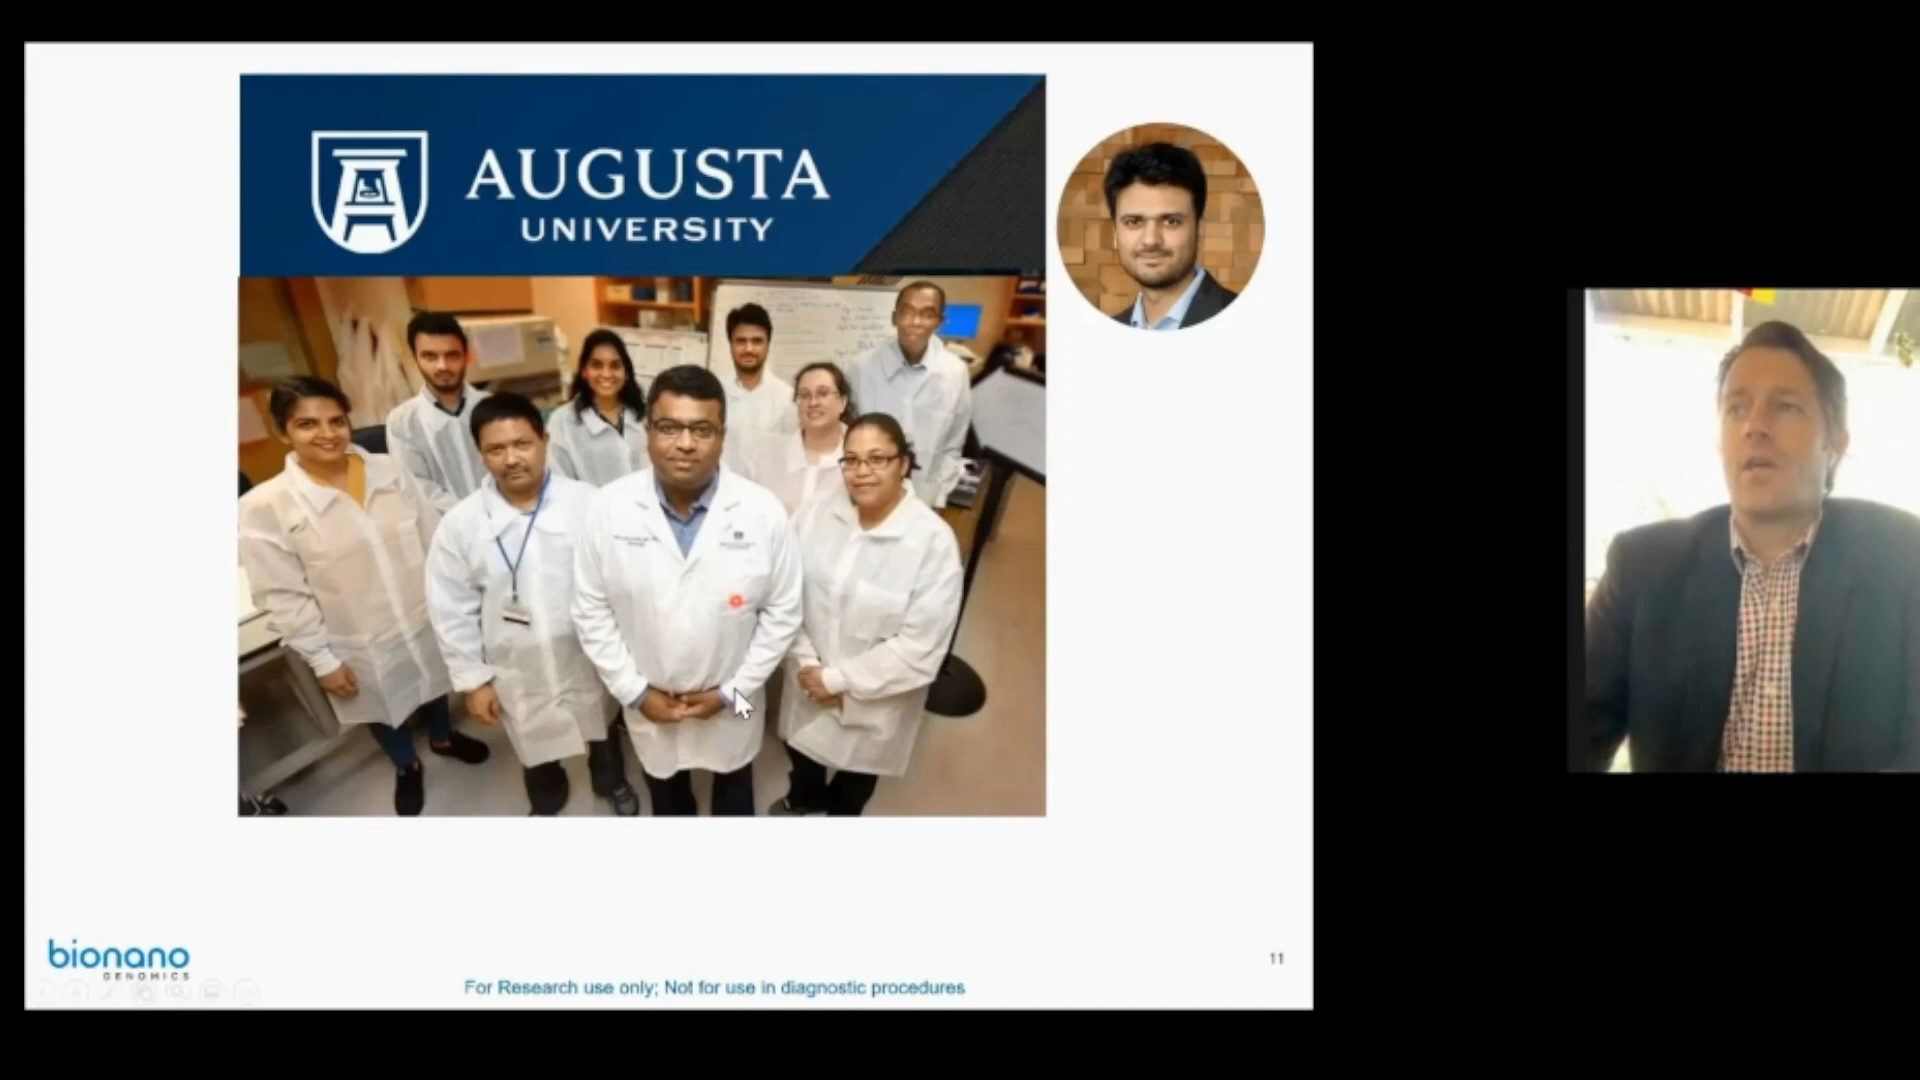 AUGUSTA
UNIVERSITY
bionano
GENOMICS
For Research use only; Not for use in diagnostic procedures
11